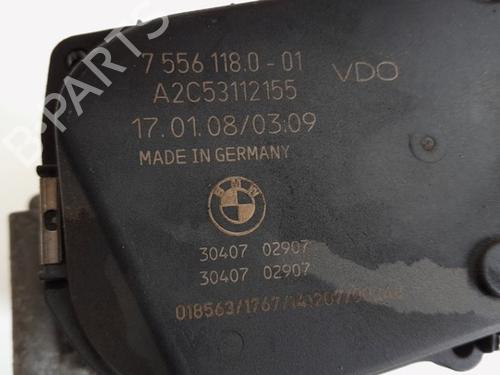 7 556 118.0 - 01
VDO
A2C53112155
17.01.08/03:09
MADE IN GERMANY
BMW
30407 02907
30407 02907
B-PARTS